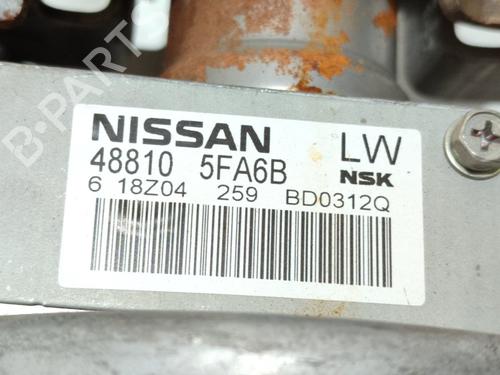 B-PARTS
NISSAN LW
48810 5FA6B NSK
6 18Z04 259 BD0312Q